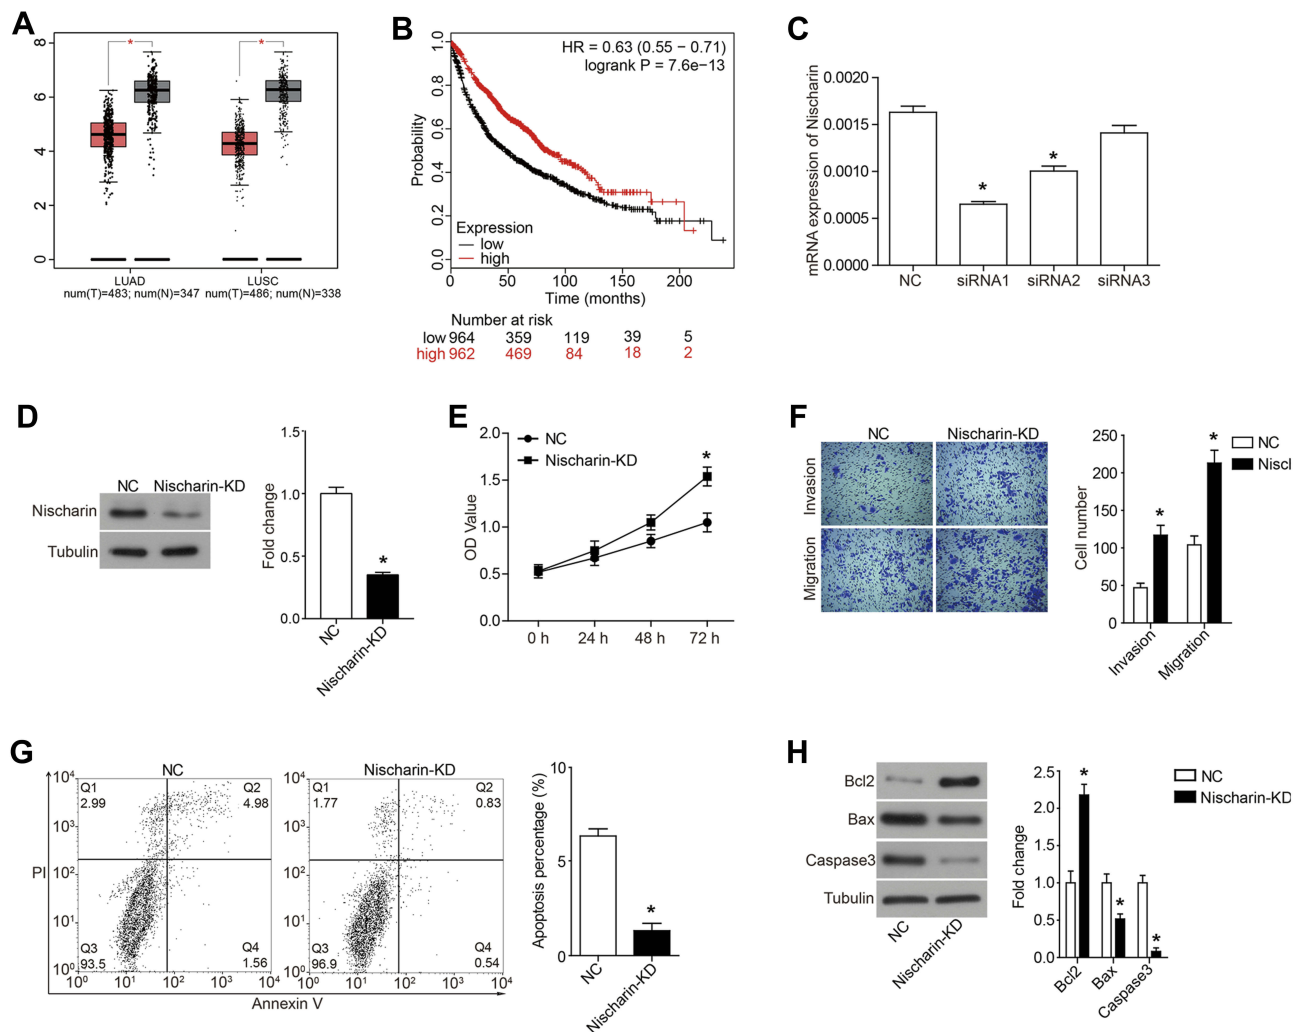 A
8
6
4
2
0
*
*
LUAD
num(T)=483; num(N)=347
LUSC
num(T)=486; num(N)=338
B
HR = 0.63 (0.55 − 0.71)
logrank P = 7.6e−13
Probability
1.0
0.8
0.6
0.4
0.2
0.0
Expression
low
high
0 50 100 150 200
Time (months)
Number at risk
low 964 359 119 39 5
high 962 469 84 18 2
C
mRNA expression of Nischarin
0.0020
0.0015
0.0010
0.0005
0.0000
*
*
NC siRNA1 siRNA2 siRNA3
D
NC Nischarin-KD
Nischarin
Tubulin
Fold change
1.5
1.0
0.5
0.0
*
NC
Nischarin-KD
E
OD Value
2.0
1.5
1.0
0.5
0.0
NC
Nischarin-KD
*
0 h 24 h 48 h 72 h
F
NC Nischarin-KD
Invasion
Migration
Cell number
250
200
150
100
50
0
*
*
NC
Nisc
Invasion
Migration
G
NC
Nischarin-KD
PI
10⁴
10³
10²
10¹
10⁰
Q1
2.99
Q2
4.98
Q3
93.5
Q4
1.56
10⁰ 10¹ 10² 10³ 10⁴
10⁴
10³
10²
10¹
10⁰
Q1
1.77
Q2
0.83
Q3
96.9
Q4
0.54
10⁰ 10¹ 10² 10³ 10⁴
Annexin V
Apoptosis percentage (%)
10
5
0
*
NC
Nischarin-KD
H
Bcl2
Bax
Caspase3
Tubulin
NC
Nischarin-KD
Fold change
2.5
2.0
1.5
1.0
0.5
0.0
*
*
*
NC
Nischarin-KD
Bcl2
Bax
Caspase3